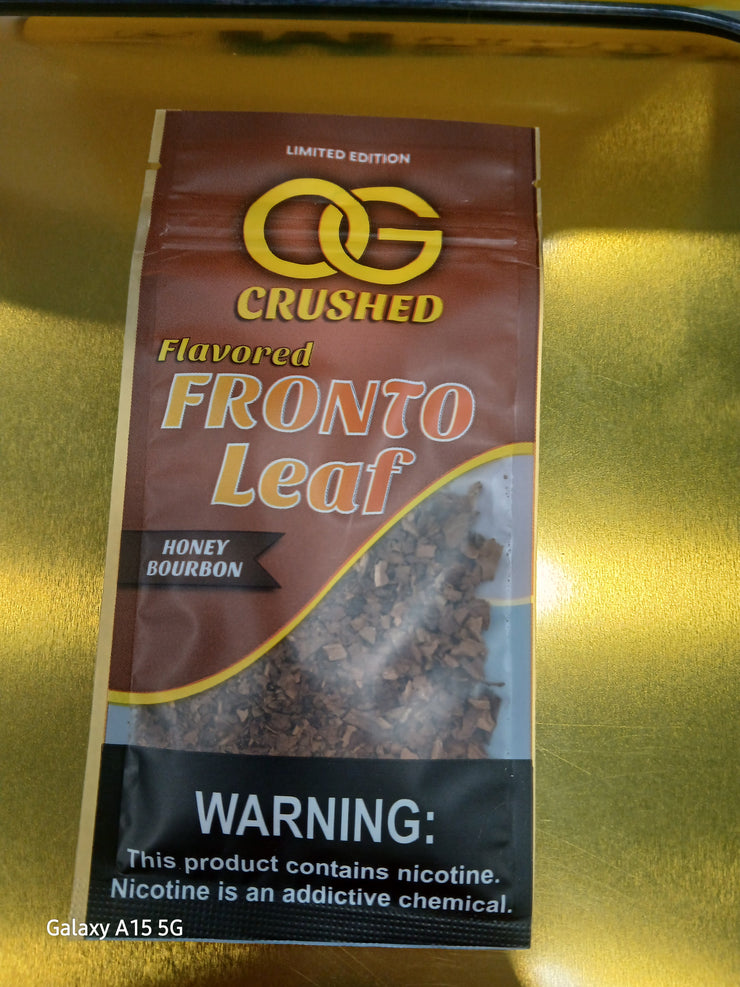 LIMITED EDITION
OG
CRUSHED
Flavored
FRONTO
Leaf
HONEY
BOURBON
WARNING:
This product contains nicotine.
Nicotine is an addictive chemical.
Galaxy A15 5G